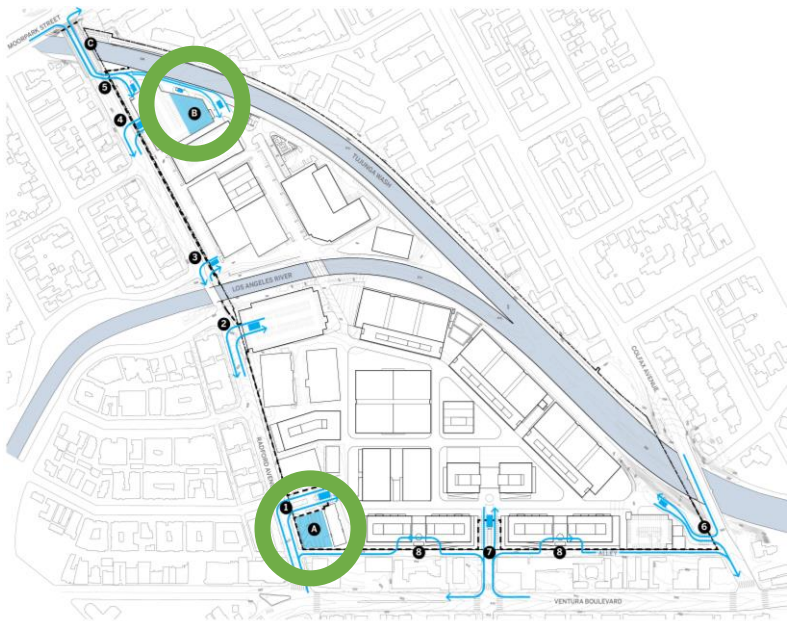 MOORPARK STREET
C
5
B
4
TUJUNGA WASH
3
LOS ANGELES RIVER
2
COLFAX AVENUE
RADFORD AVENUE
1
A
6
8
7
8
ALLEY
VENTURA BOULEVARD